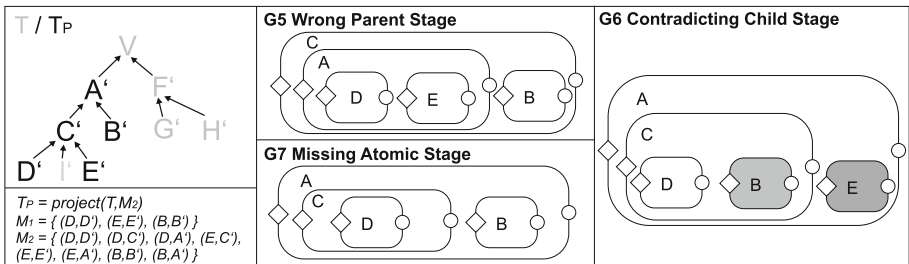 T / TP
V
A‘ F‘
C‘ B‘ G‘ H‘
D‘ I‘ E‘
TP = project(T,M2)
M1 = { (D,D‘), (E,E‘), (B,B‘) }
M2 = { (D,D‘), (D,C‘), (D,A‘), (E,C‘),
(E,E‘), (E,A‘), (B,B‘), (B,A‘) }
G5 Wrong Parent Stage
C
A
D E B
G7 Missing Atomic Stage
A
C
D B
G6 Contradicting Child Stage
A
C
D B E